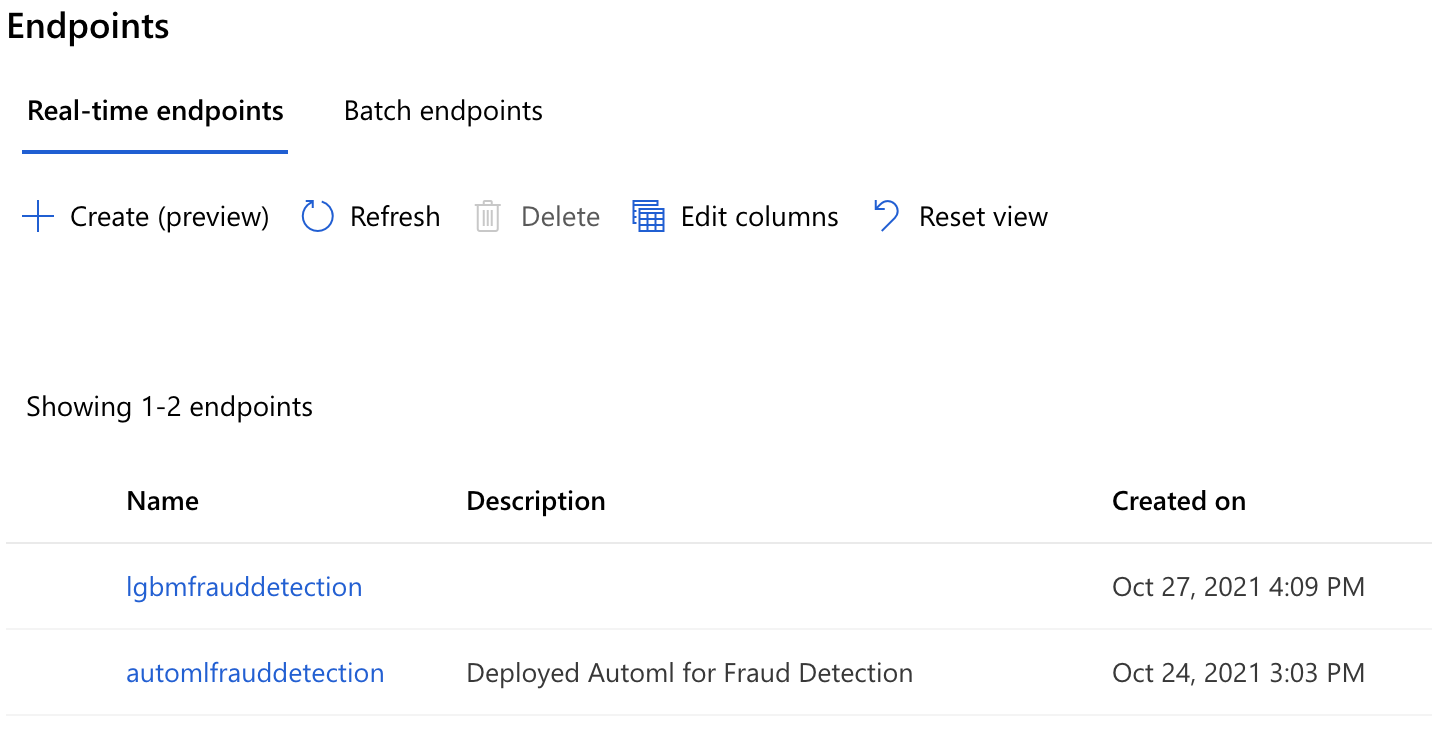 Endpoints
Real-time endpoints Batch endpoints
Create (preview) Refresh Delete Edit columns Reset view
Showing 1-2 endpoints
Name Description Created on
lgbmfrauddetection Oct 27, 2021 4:09 PM
automlfrauddetection Deployed Automl for Fraud Detection Oct 24, 2021 3:03 PM